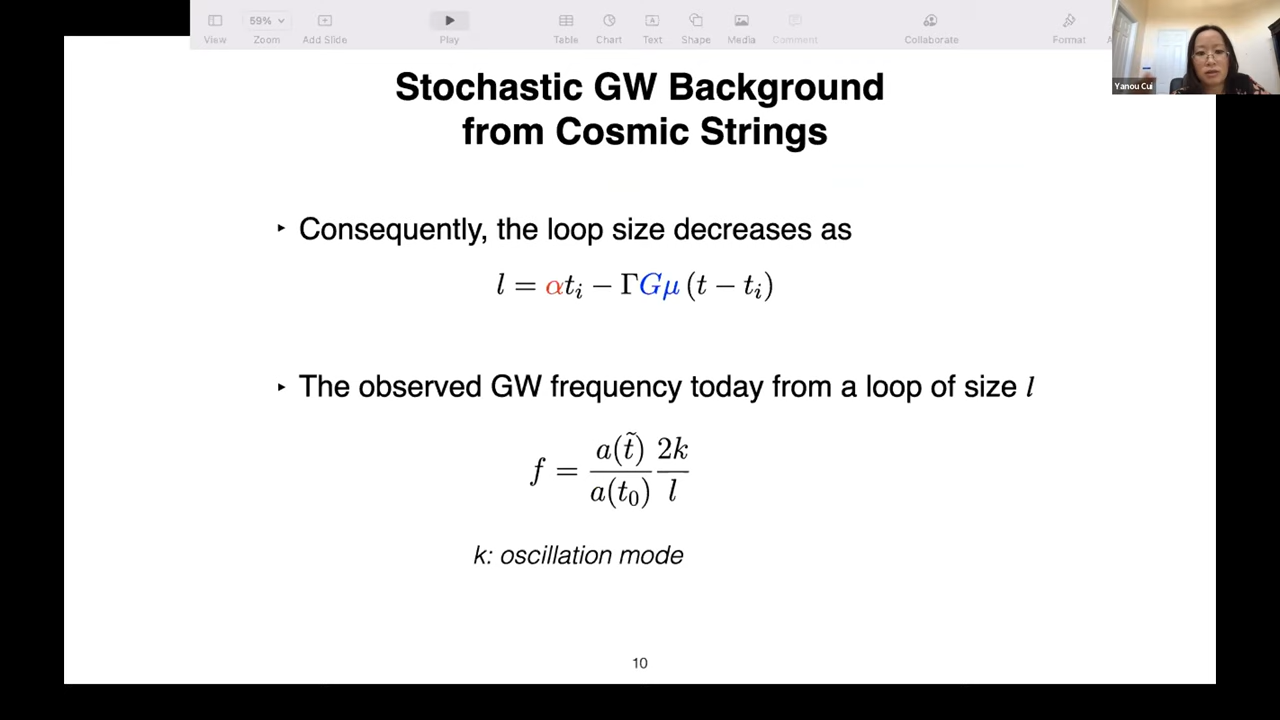 59%
View
Zoom
Add Slide
Play
Table
Chart
Text
Shape
Media
Comment
Collaborate
Format
Yanou Cui
Stochastic GW Background
from Cosmic Strings
‣ Consequently, the loop size decreases as
l = αt_i − ΓGμ (t − t_i)
‣ The observed GW frequency today from a loop of size l
f = a(t̃)/a(t_0) 2k/l
k: oscillation mode
10